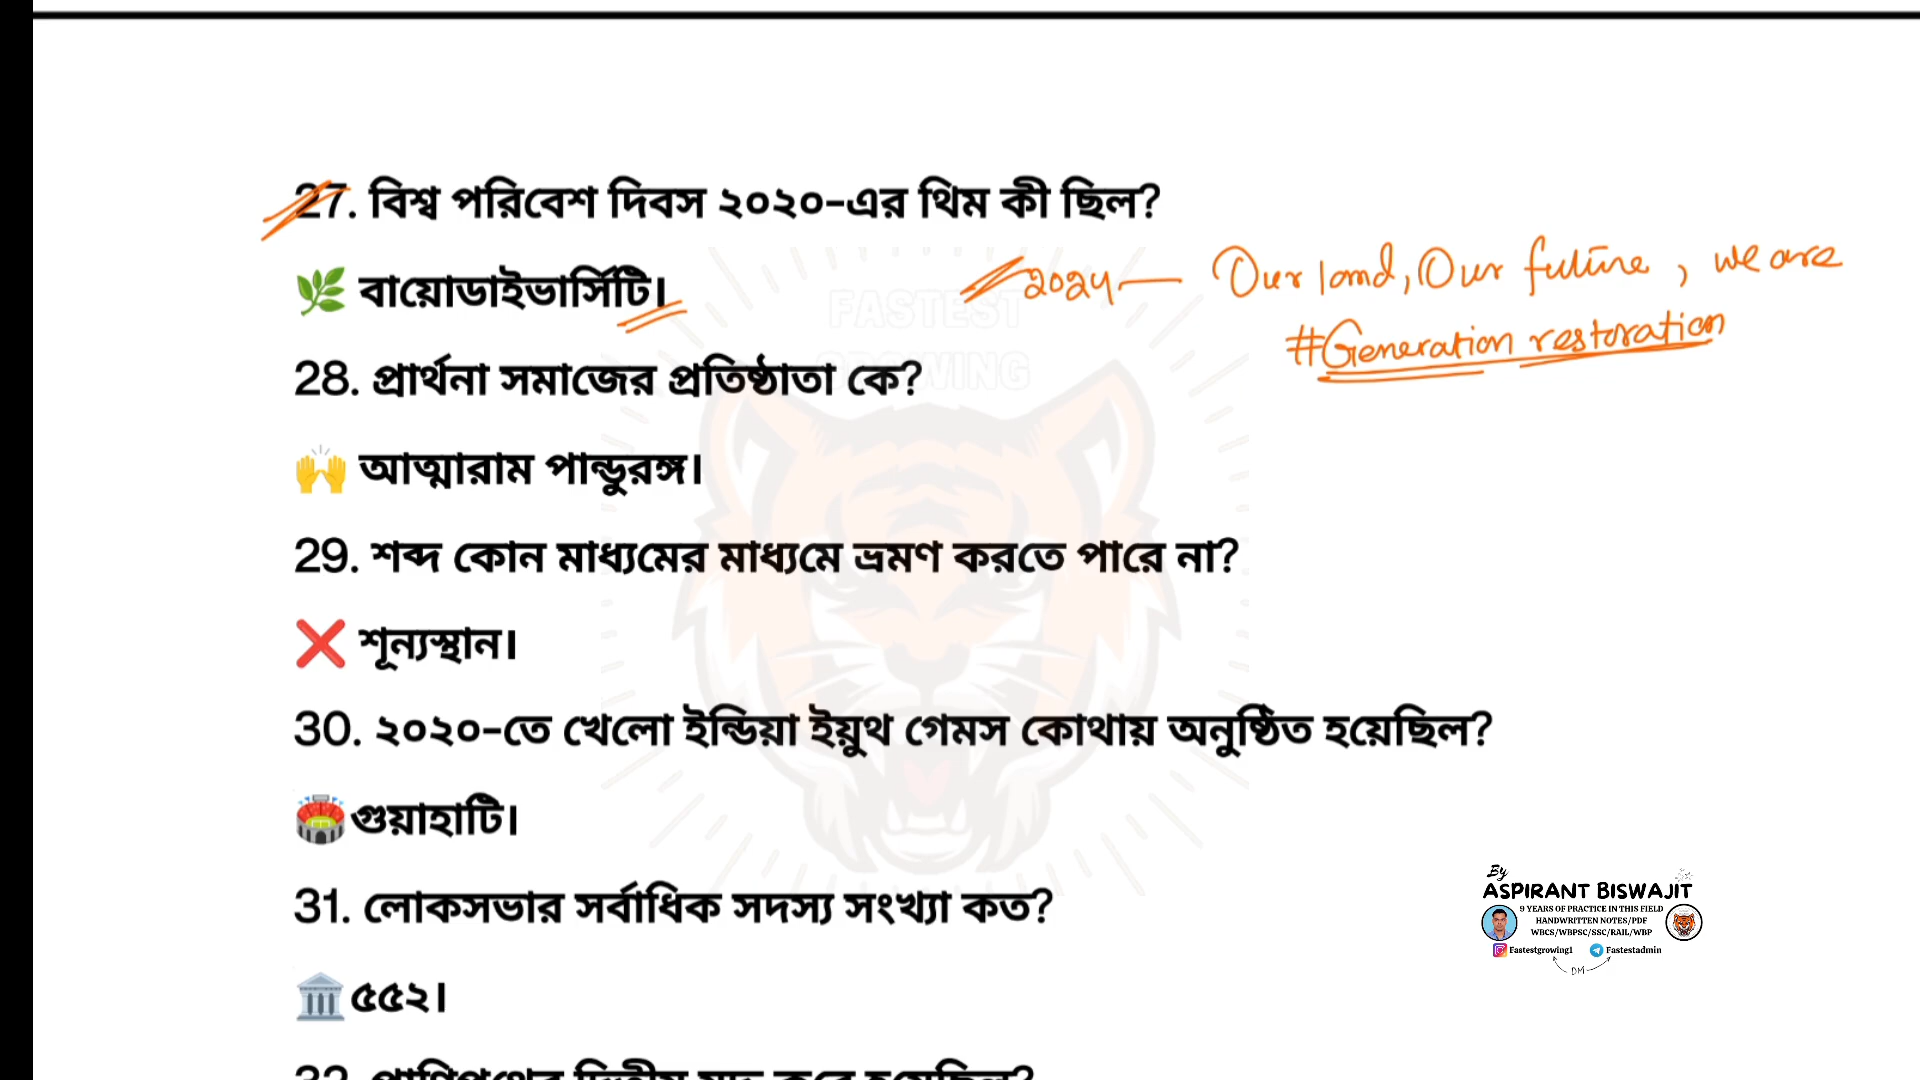 27. বিশ্ব পরিবেশ দিবস ২০২০-এর থিম কী ছিল?
বায়োডাইভার্সিটি।
2024 — Our land, Our future, we are
#Generation restoration
FASTEST
GROWING
28. প্রার্থনা সমাজের প্রতিষ্ঠাতা কে?
আত্মারাম পান্ডুরঙ্গ।
29. শব্দ কোন মাধ্যমের মাধ্যমে ভ্রমণ করতে পারে না?
শূন্যস্থান।
30. ২০২০-তে খেলো ইন্ডিয়া ইয়ুথ গেমস কোথায় অনুষ্ঠিত হয়েছিল?
গুয়াহাটি।
31. লোকসভার সর্বাধিক সদস্য সংখ্যা কত?
৫৫২।
By
ASPIRANT BISWAJIT
9 YEARS OF PRACTICE IN THIS FIELD
HANDWRITTEN NOTES/PDF
WBCS/WBPSC/SSC/RAIL/WBP
Fastestgrowing1 Fastestadmin
DM